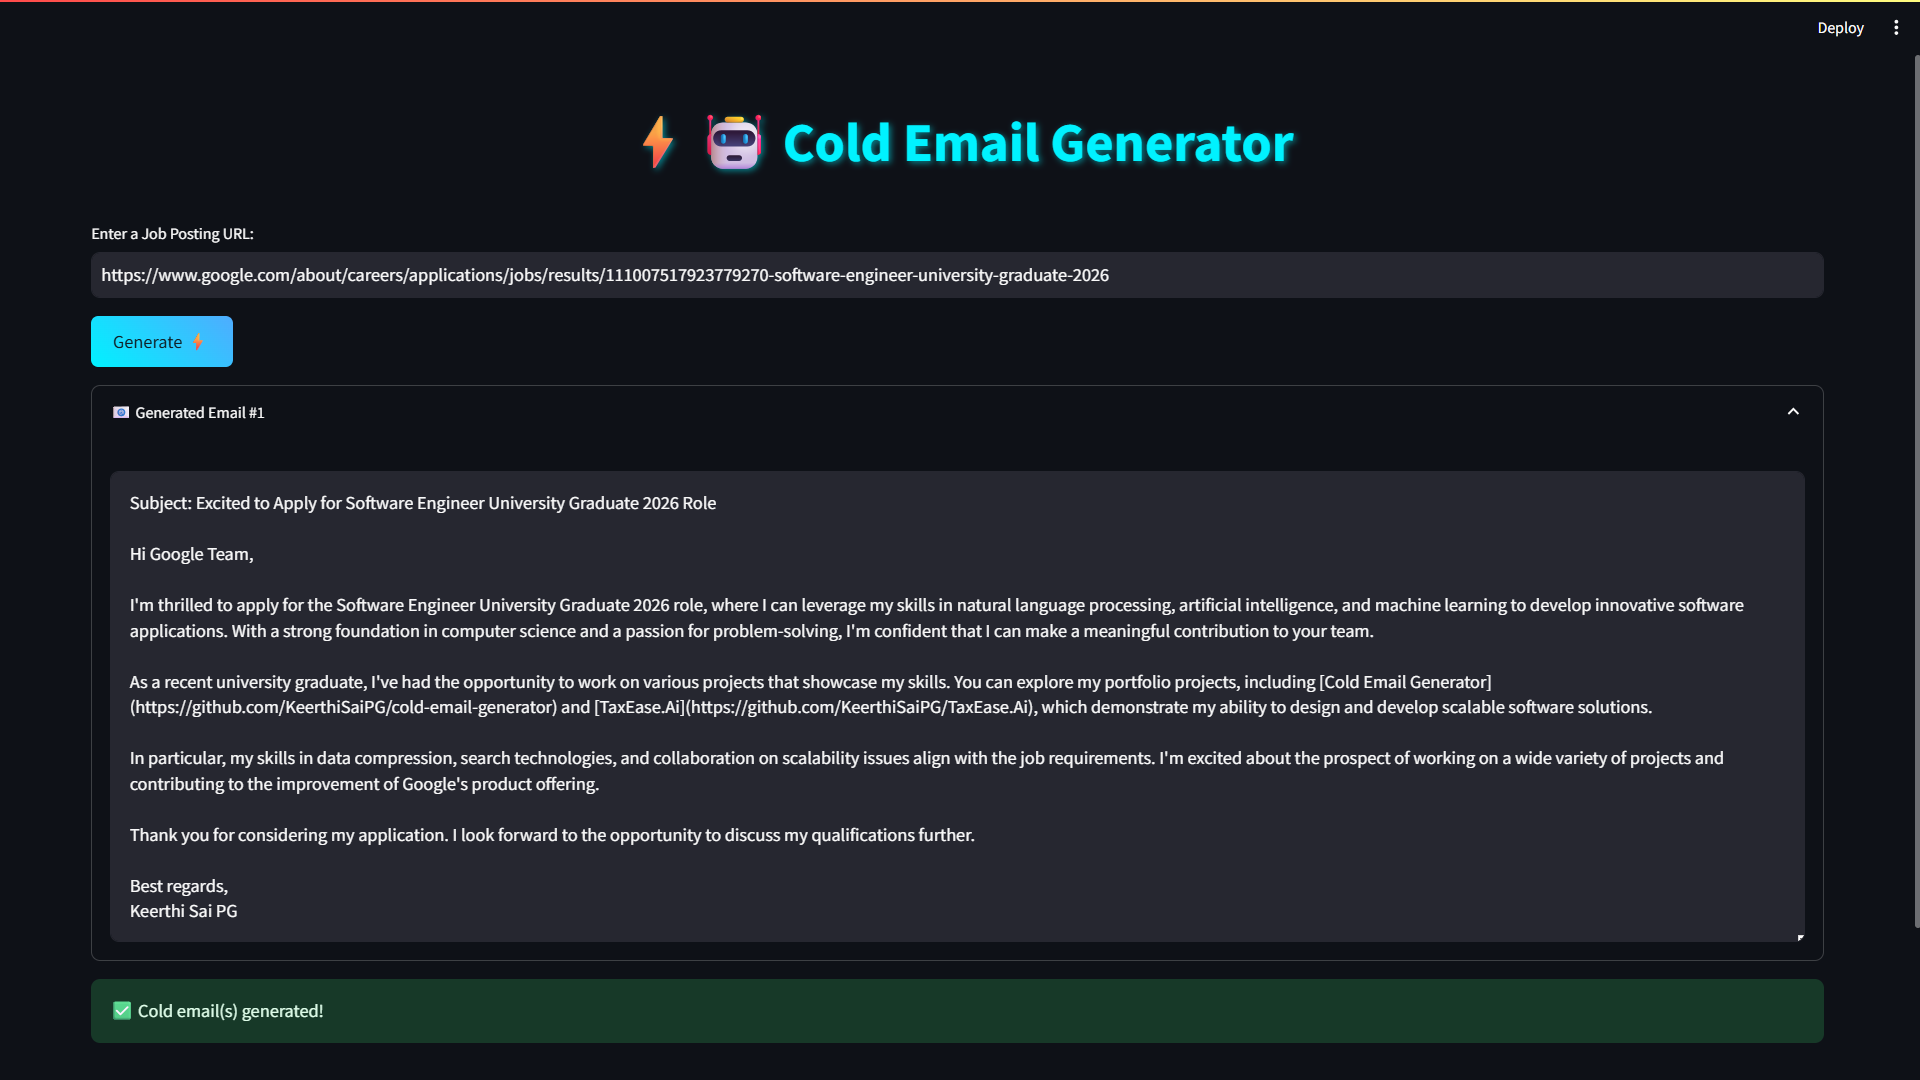 Deploy
Cold Email Generator
Enter a Job Posting URL:
https://www.google.com/about/careers/applications/jobs/results/111007517923779270-software-engineer-university-graduate-2026
Generate
Generated Email #1
Subject: Excited to Apply for Software Engineer University Graduate 2026 Role
Hi Google Team,
I'm thrilled to apply for the Software Engineer University Graduate 2026 role, where I can leverage my skills in natural language processing, artificial intelligence, and machine learning to develop innovative software
applications. With a strong foundation in computer science and a passion for problem-solving, I'm confident that I can make a meaningful contribution to your team.
As a recent university graduate, I've had the opportunity to work on various projects that showcase my skills. You can explore my portfolio projects, including [Cold Email Generator]
(https://github.com/KeerthiSaiPG/cold-email-generator) and [TaxEase.Ai](https://github.com/KeerthiSaiPG/TaxEase.Ai), which demonstrate my ability to design and develop scalable software solutions.
In particular, my skills in data compression, search technologies, and collaboration on scalability issues align with the job requirements. I'm excited about the prospect of working on a wide variety of projects and
contributing to the improvement of Google's product offering.
Thank you for considering my application. I look forward to the opportunity to discuss my qualifications further.
Best regards,
Keerthi Sai PG
Cold email(s) generated!